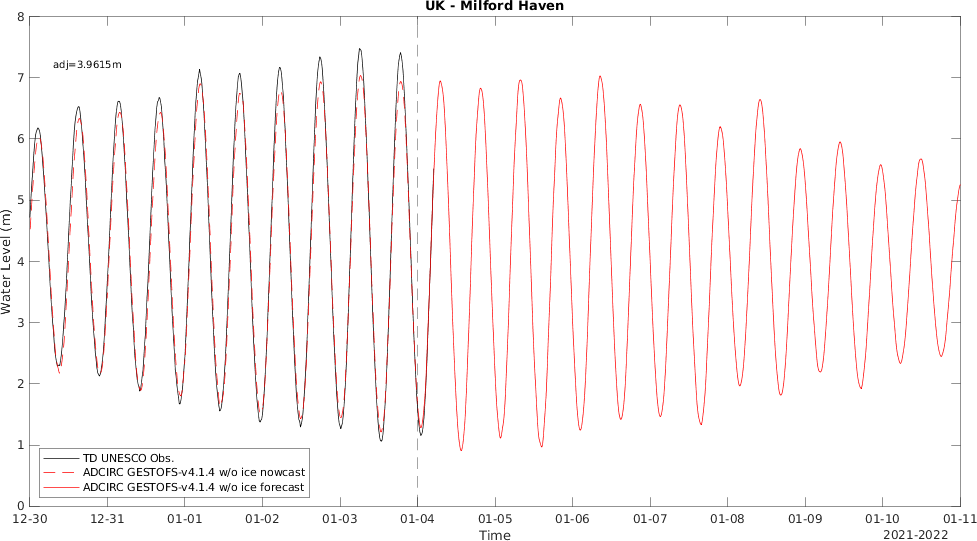 UK - Milford Haven
adj=3.9615m
8
7
6
5
4
3
2
1
0
Water Level (m)
TD UNESCO Obs.
ADCIRC GESTOFS-v4.1.4 w/o ice nowcast
ADCIRC GESTOFS-v4.1.4 w/o ice forecast
12-30 12-31 01-01 01-02 01-03 01-04 01-05 01-06 01-07 01-08 01-09 01-10 01-11
Time
2021-2022